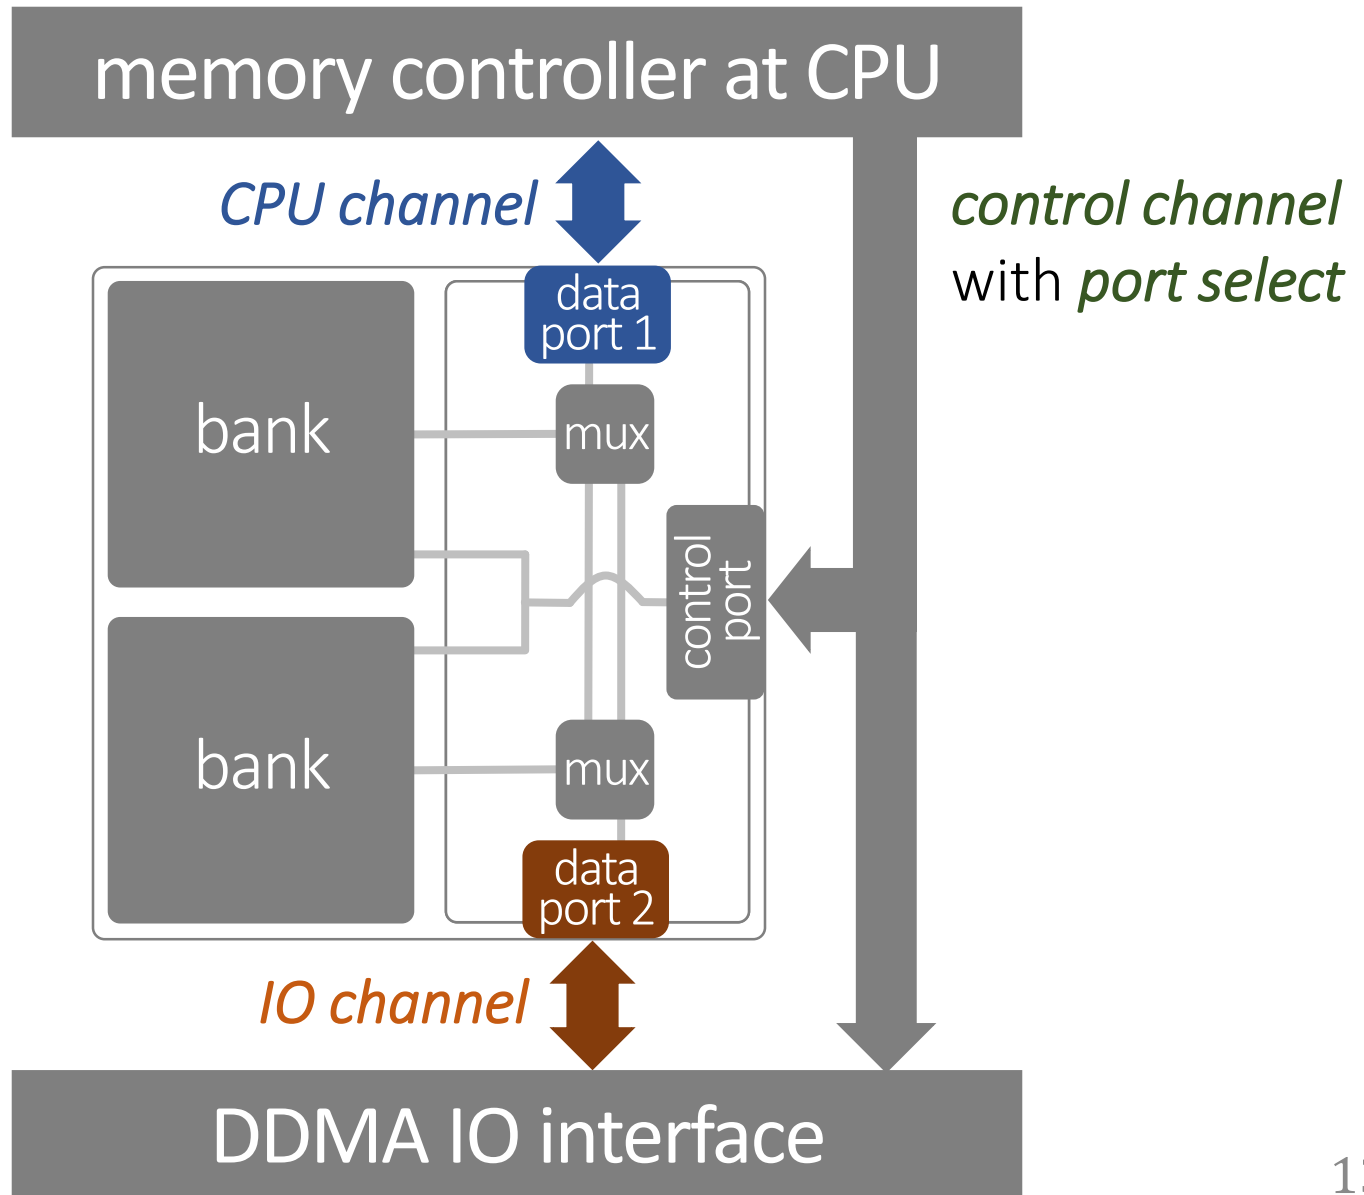 memory controller at CPU
CPU channel
control channel
with port select
data
port 1
bank
mux
control
port
bank
mux
data
port 2
IO channel
DDMA IO interface